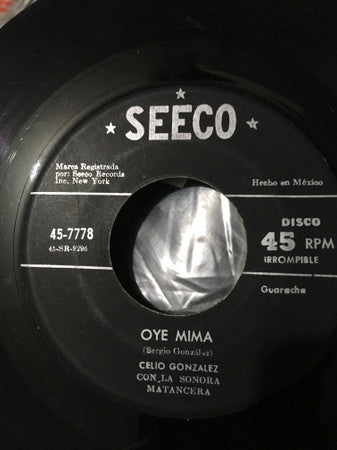 SEECO
Marca Registrada
por: Seeco Records
Inc. New York
Hecho en México
45-7778
45-SR-9296
DISCO
45 RPM
IRROMPIBLE
Guaracha
OYE MIMA
(Sergio González)
CELIO GONZALEZ
CON LA SONORA
MATANCERA